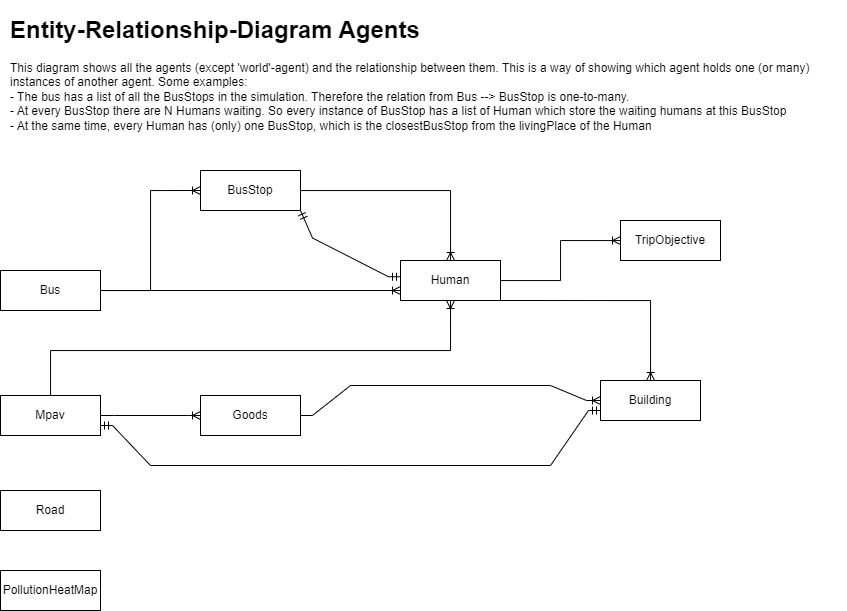 Entity-Relationship-Diagram Agents
This diagram shows all the agents (except 'world'-agent) and the relationship between them. This is a way of showing which agent holds one (or many)
instances of another agent. Some examples:
- The bus has a list of all the BusStops in the simulation. Therefore the relation from Bus --> BusStop is one-to-many.
- At every BusStop there are N Humans waiting. So every instance of BusStop has a list of Human which store the waiting humans at this BusStop
- At the same time, every Human has (only) one BusStop, which is the closestBusStop from the livingPlace of the Human
BusStop
TripObjective
Human
Bus
Building
Mpav
Goods
Road
PollutionHeatMap